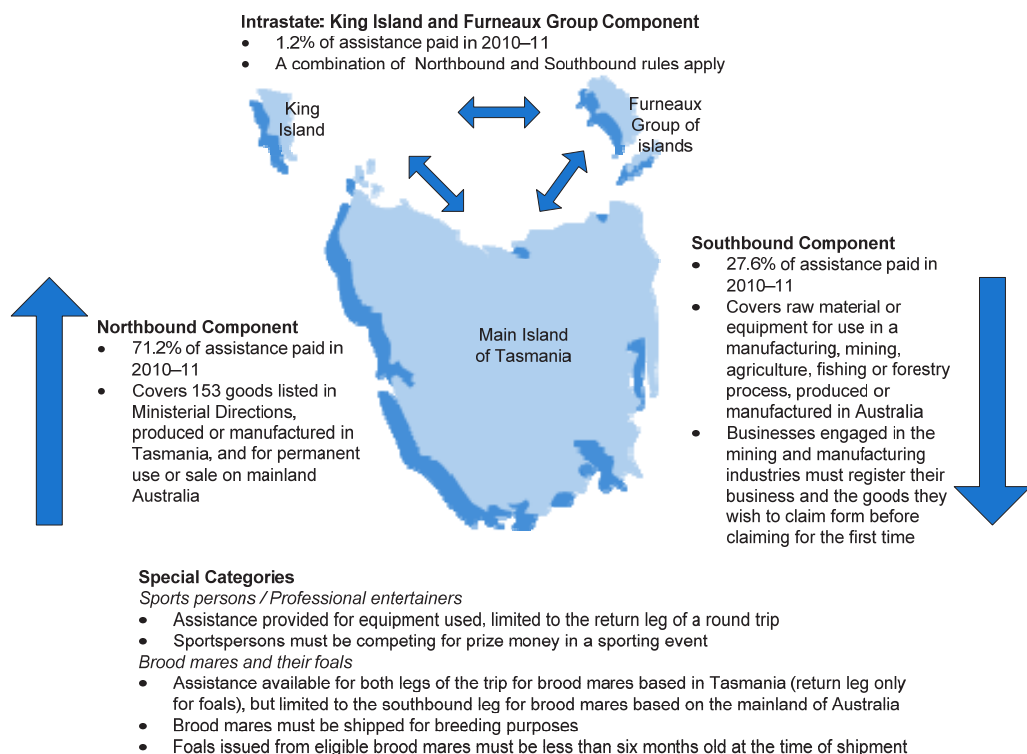 Intrastate: King Island and Furneaux Group Component
• 1.2% of assistance paid in 2010–11
• A combination of Northbound and Southbound rules apply
King
Island
Furneaux
Group of
islands
Main Island
of Tasmania
Northbound Component
• 71.2% of assistance paid in
2010–11
• Covers 153 goods listed in
Ministerial Directions,
produced or manufactured in
Tasmania, and for permanent
use or sale on mainland
Australia
Southbound Component
• 27.6% of assistance paid in
2010–11
• Covers raw material or
equipment for use in a
manufacturing, mining,
agriculture, fishing or forestry
process, produced or
manufactured in Australia
• Businesses engaged in the
mining and manufacturing
industries must register their
business and the goods they
wish to claim form before
claiming for the first time
Special Categories
Sports persons / Professional entertainers
• Assistance provided for equipment used, limited to the return leg of a round trip
• Sportspersons must be competing for prize money in a sporting event
Brood mares and their foals
• Assistance available for both legs of the trip for brood mares based in Tasmania (return leg only
for foals), but limited to the southbound leg for brood mares based on the mainland of Australia
• Brood mares must be shipped for breeding purposes
• Foals issued from eligible brood mares must be less than six months old at the time of shipment